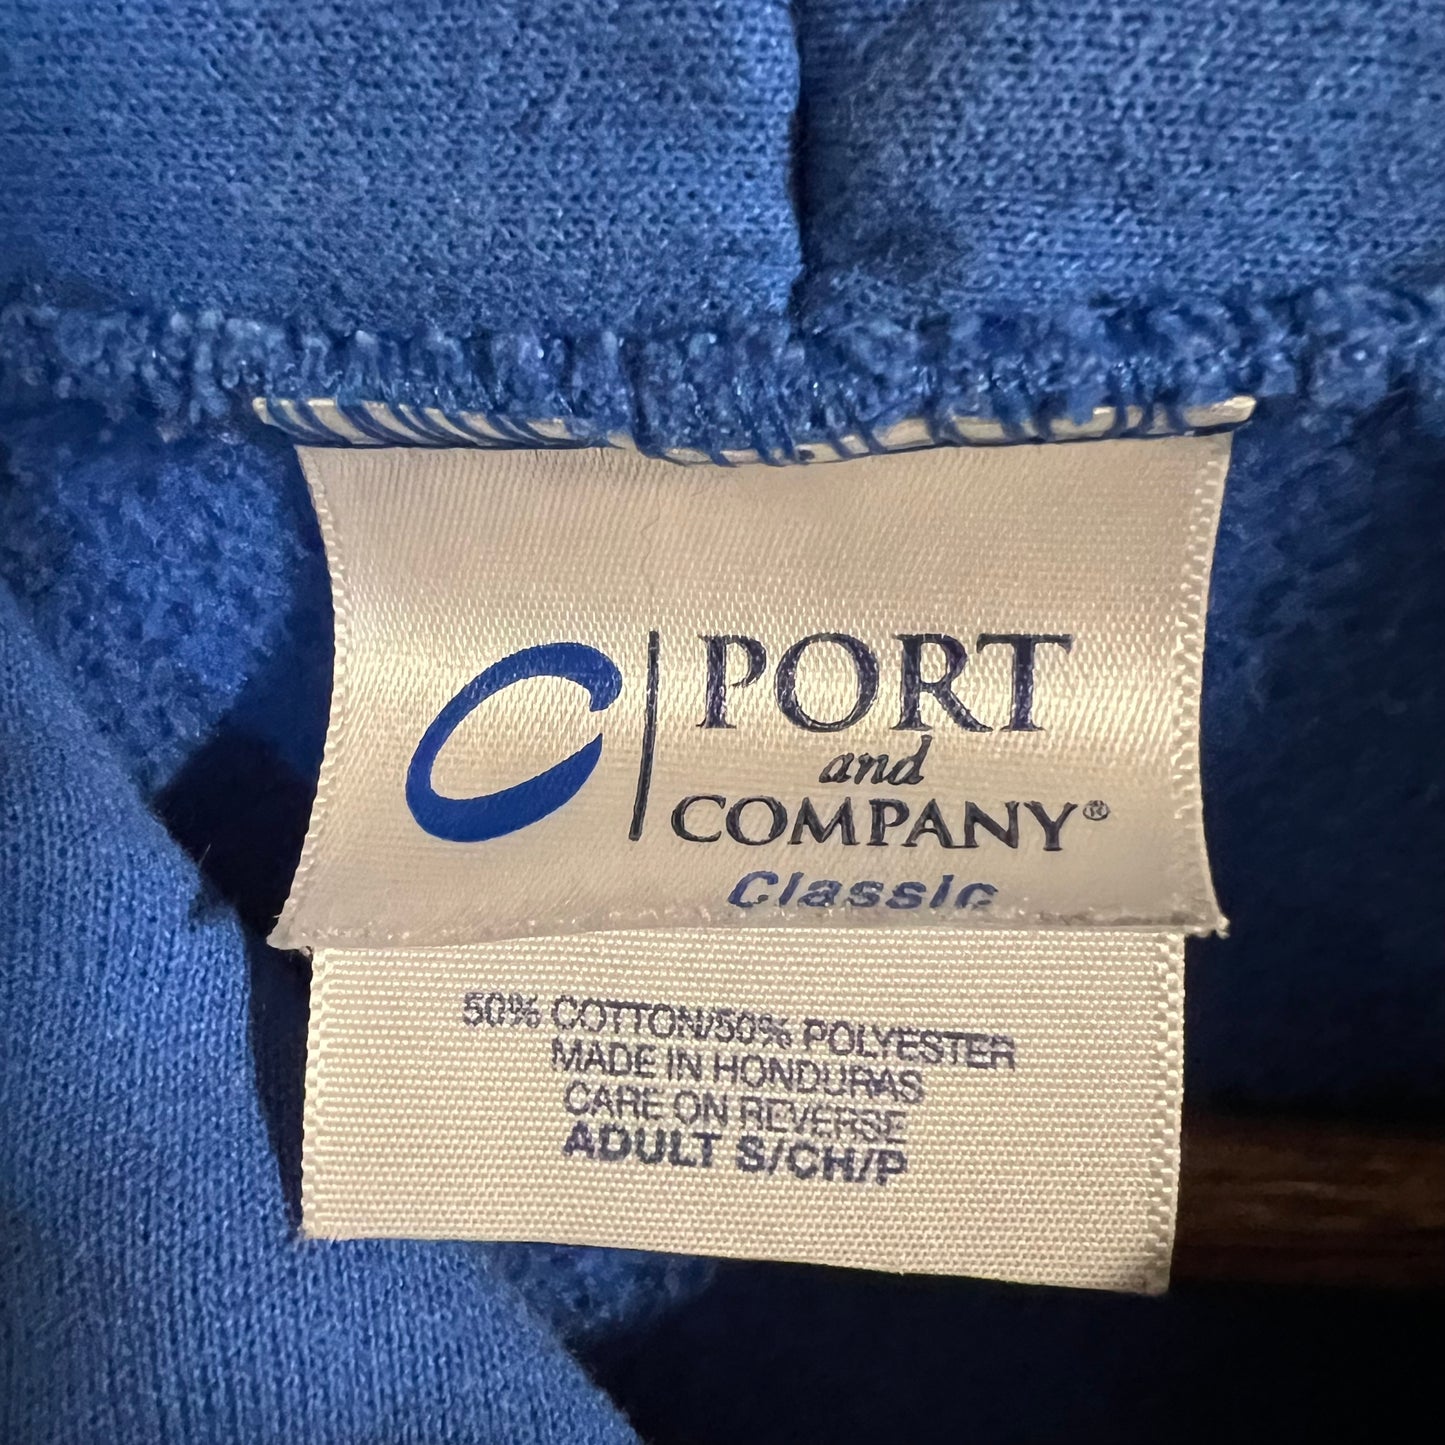 PORT
and
COMPANY®
Classic
50% COTTON/50% POLYESTER
MADE IN HONDURAS
CARE ON REVERSE
ADULT S/CH/P